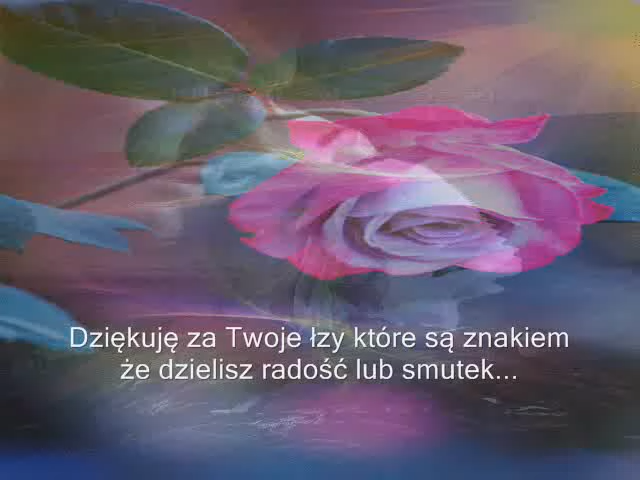 Dziękuję za Twoje łzy które są znakiem
że dzielisz radość lub smutek...